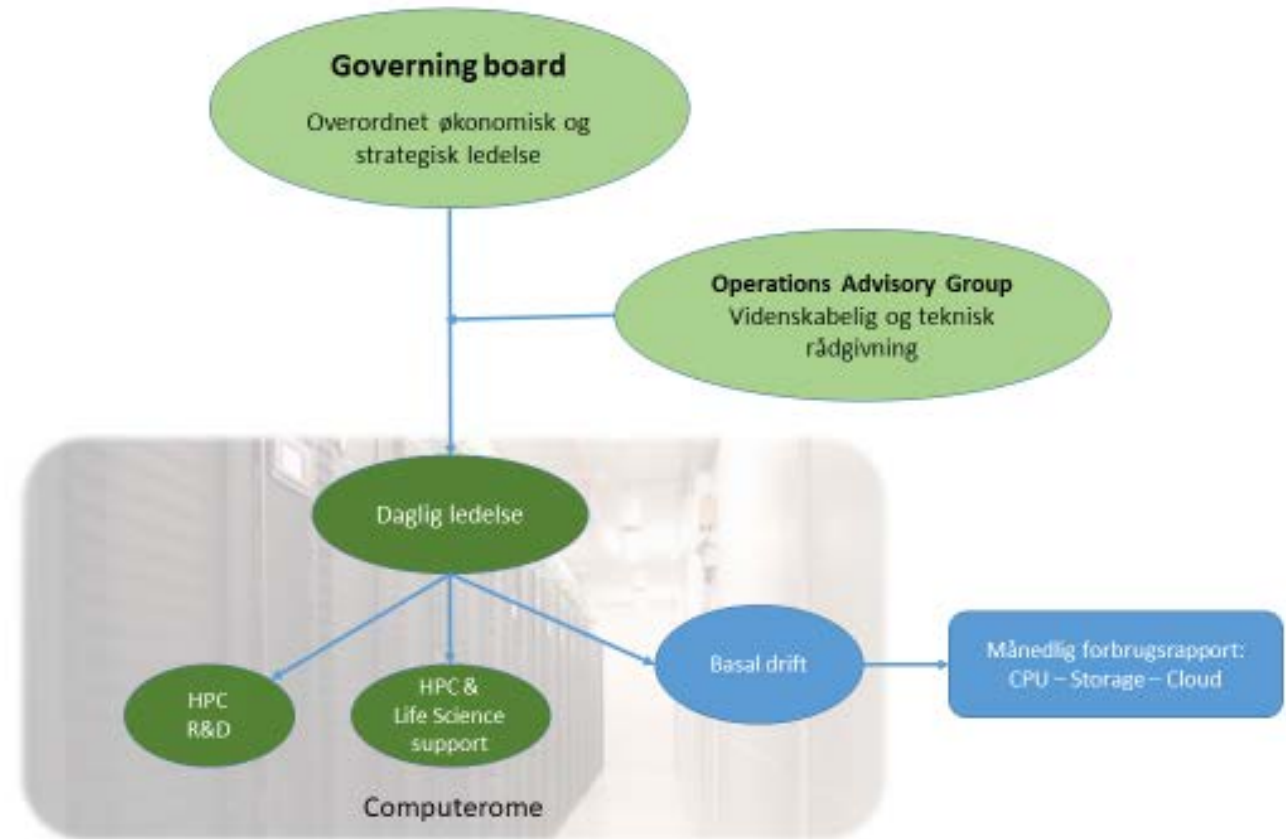 Governing board
Overordnet økonomisk og
strategisk ledelse
Operations Advisory Group
Videnskabelig og teknisk
rådgivning
Daglig ledelse
HPC
R&D
HPC &
Life Science
support
Basal drift
Månedlig forbrugsrapport:
CPU – Storage – Cloud
Computerome